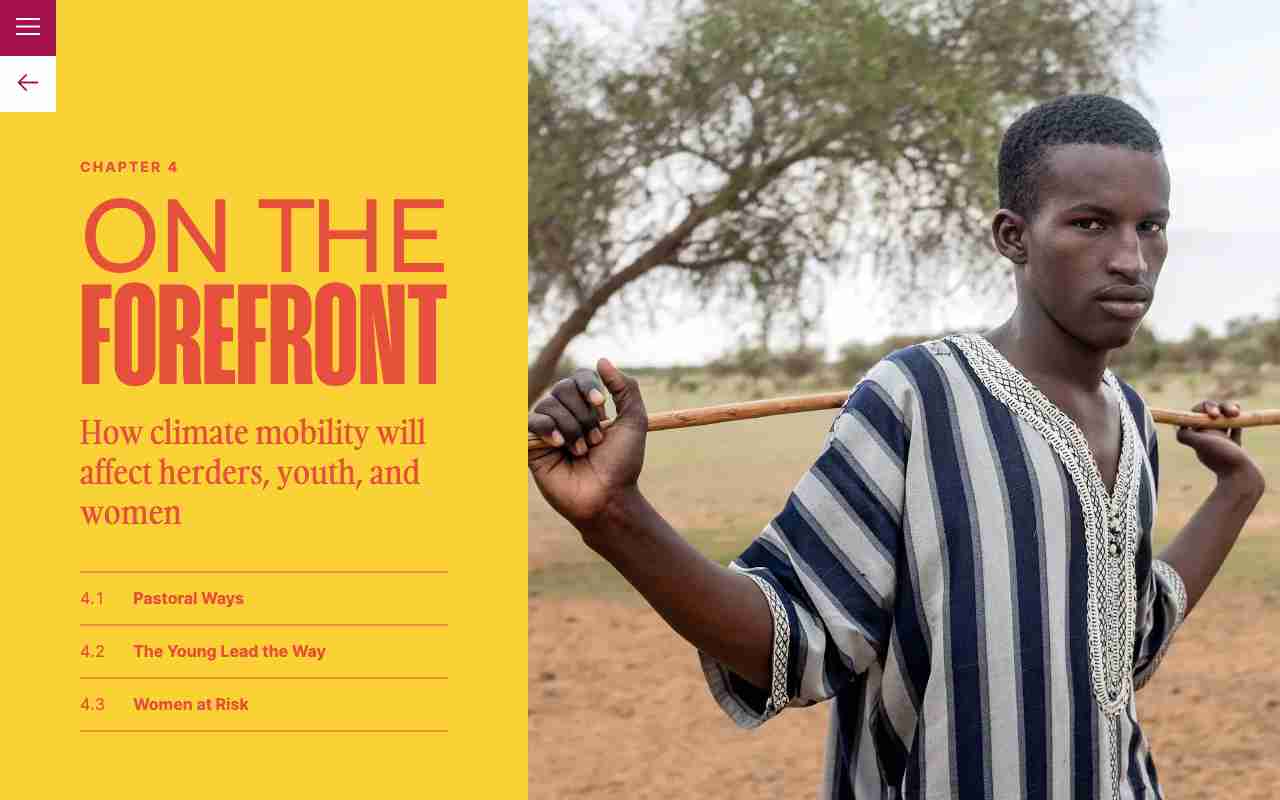 CHAPTER 4
ON THE
FOREFRONT
How climate mobility will
affect herders, youth, and
women
4.1 Pastoral Ways
4.2 The Young Lead the Way
4.3 Women at Risk